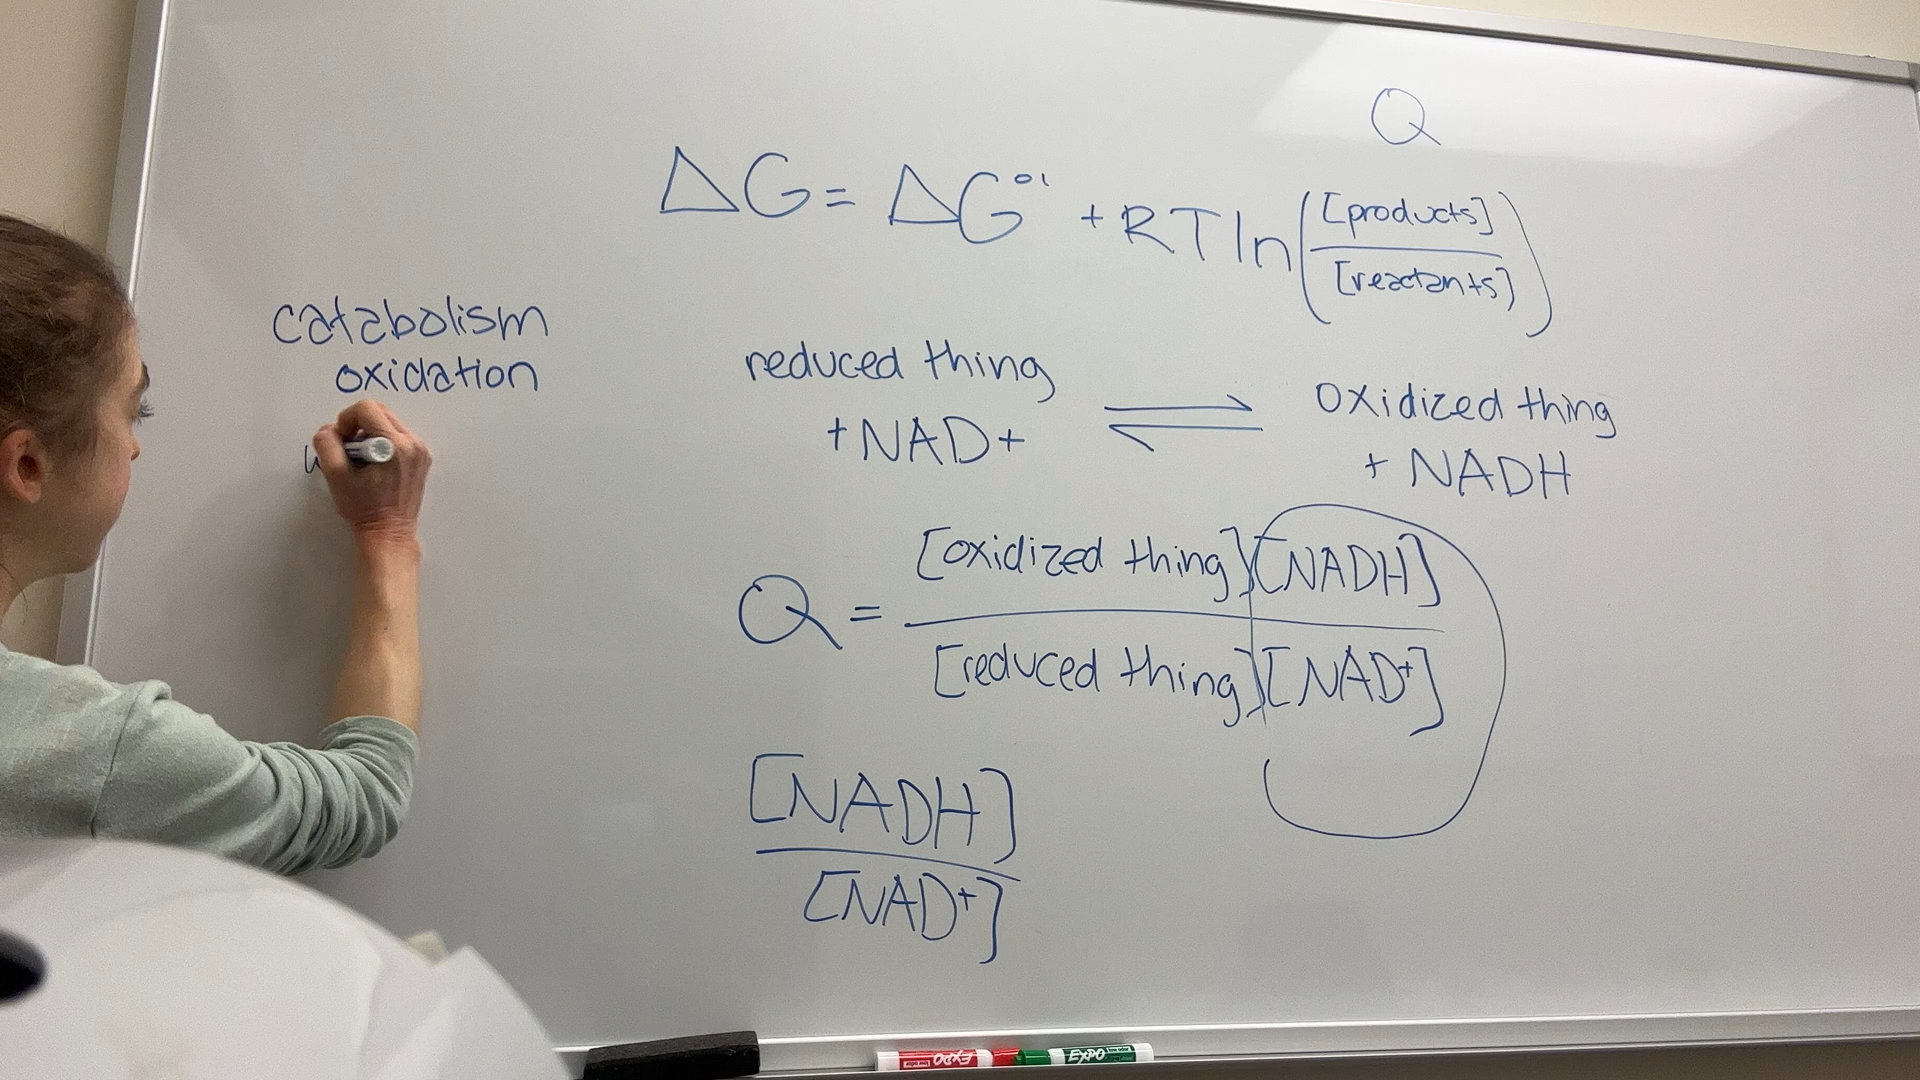 Q
ΔG = ΔG°' + RT ln([products]/[reactants])
catabolism
oxidation
reduced thing
+NAD+ ⇌ oxidized thing
+ NADH
Q = [oxidized thing][NADH]
[reduced thing][NAD⁺]
[NADH]
[NAD⁺]
EXPO
EXPO